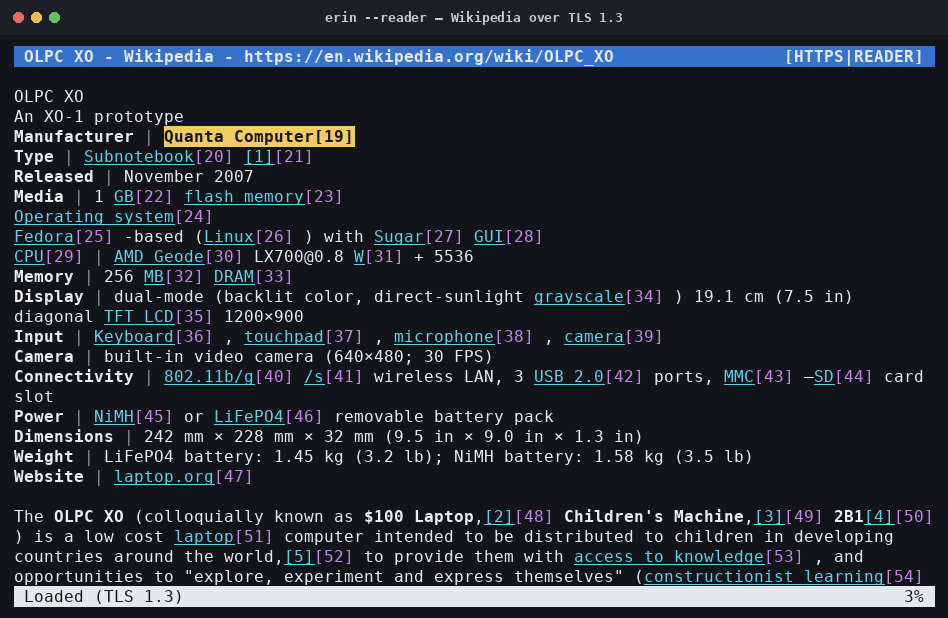 erin --reader — Wikipedia over TLS 1.3
OLPC XO - Wikipedia - https://en.wikipedia.org/wiki/OLPC_XO [HTTPS|READER]
OLPC XO
An XO-1 prototype
Manufacturer | Quanta Computer[19]
Type | Subnotebook[20] [1][21]
Released | November 2007
Media | 1 GB[22] flash memory[23]
Operating system[24]
Fedora[25] -based (Linux[26] ) with Sugar[27] GUI[28]
CPU[29] | AMD Geode[30] LX700@0.8 W[31] + 5536
Memory | 256 MB[32] DRAM[33]
Display | dual-mode (backlit color, direct-sunlight grayscale[34] ) 19.1 cm (7.5 in)
diagonal TFT LCD[35] 1200×900
Input | Keyboard[36] , touchpad[37] , microphone[38] , camera[39]
Camera | built-in video camera (640×480; 30 FPS)
Connectivity | 802.11b/g[40] /s[41] wireless LAN, 3 USB 2.0[42] ports, MMC[43] –SD[44] card
slot
Power | NiMH[45] or LiFePO4[46] removable battery pack
Dimensions | 242 mm × 228 mm × 32 mm (9.5 in × 9.0 in × 1.3 in)
Weight | LiFePO4 battery: 1.45 kg (3.2 lb); NiMH battery: 1.58 kg (3.5 lb)
Website | laptop.org[47]
The OLPC XO (colloquially known as $100 Laptop,[2][48] Children's Machine,[3][49] 2B1[4][50]
) is a low cost laptop[51] computer intended to be distributed to children in developing
countries around the world,[5][52] to provide them with access to knowledge[53] , and
opportunities to "explore, experiment and express themselves" (constructionist learning[54]
Loaded (TLS 1.3) 3%